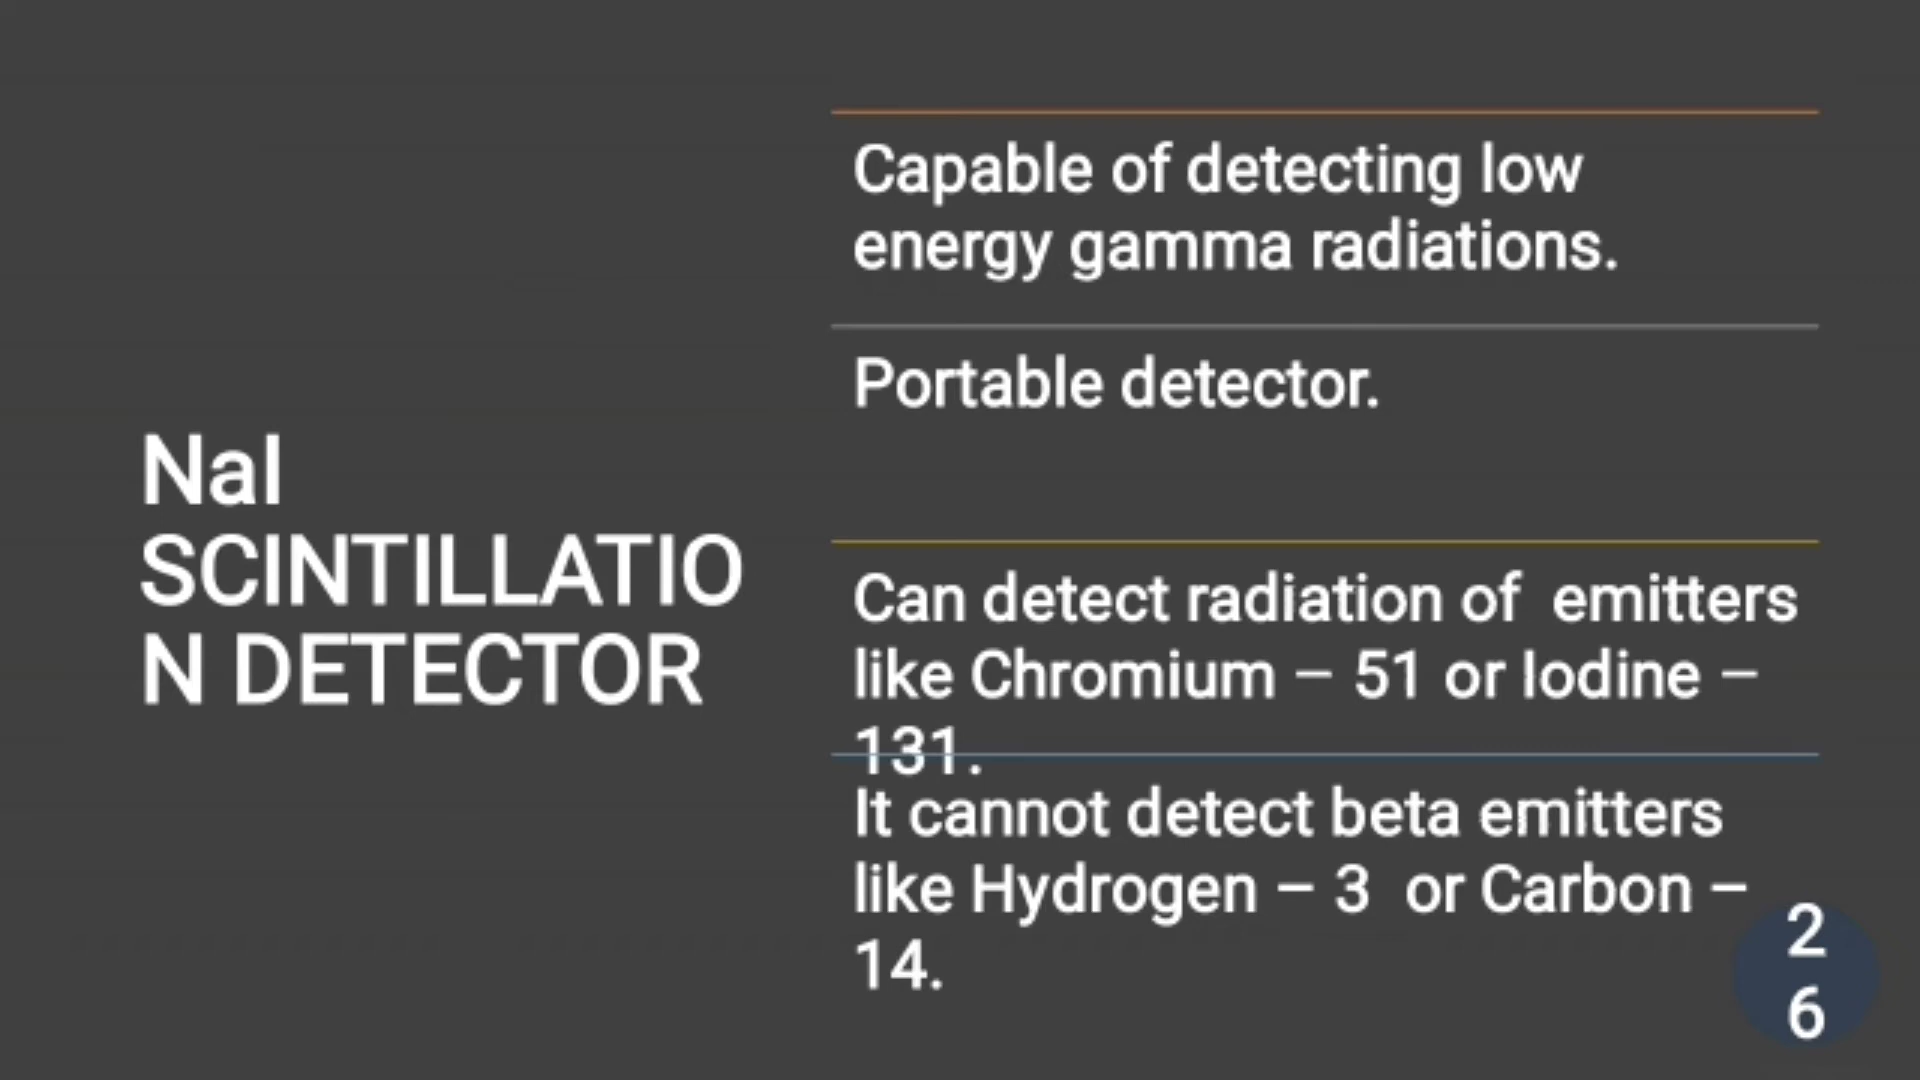 NaI
SCINTILLATIO
N DETECTOR
Capable of detecting low
energy gamma radiations.
Portable detector.
Can detect radiation of  emitters
like Chromium – 51 or Iodine –
131.
It cannot detect beta emitters
like Hydrogen – 3  or Carbon –
14.
2
6